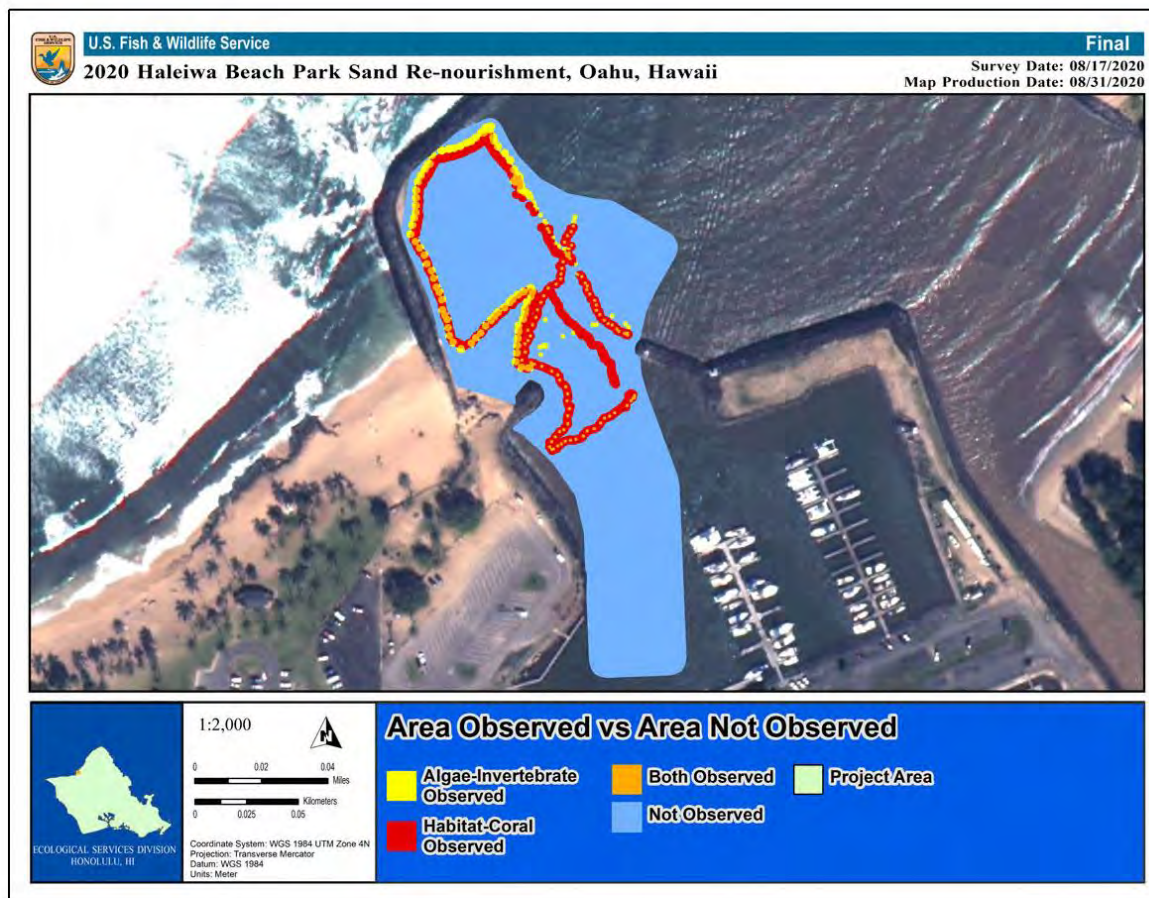 U.S.
FISH & WILDLIFE
SERVICE
U.S. Fish & Wildlife Service
Final
2020 Haleiwa Beach Park Sand Re-nourishment, Oahu, Hawaii
Survey Date: 08/17/2020
Map Production Date: 08/31/2020
ECOLOGICAL SERVICES DIVISION
HONOLULU, HI
1:2,000
N
0 0.02 0.04
Miles
Kilometers
0 0.025 0.05
Coordinate System: WGS 1984 UTM Zone 4N
Projection: Transverse Mercator
Datum: WGS 1984
Units: Meter
Area Observed vs Area Not Observed
Algae-Invertebrate
Observed
Habitat-Coral
Observed
Both Observed
Not Observed
Project Area